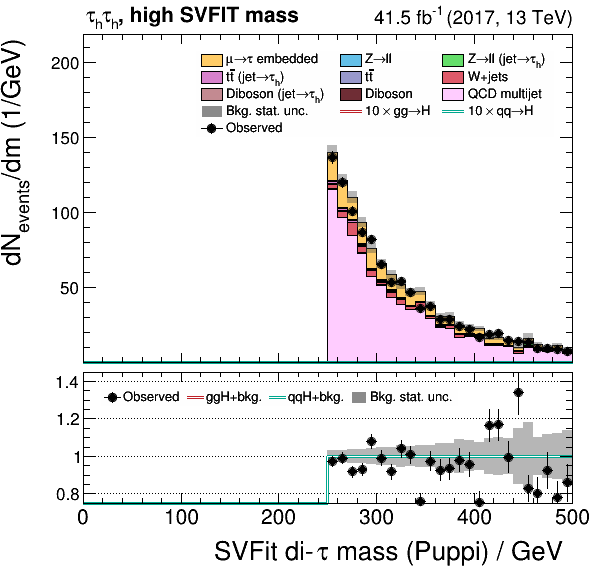 τhτh, high SVFIT mass
41.5 fb⁻¹ (2017, 13 TeV)
dNevents/dm (1/GeV)
μ→τ embedded
Z→ll
Z→ll (jet→τh)
tt̄ (jet→τh)
tt̄
W+jets
Diboson (jet→τh)
Diboson
QCD multijet
Bkg. stat. unc.
10 × gg→H
10 × qq→H
Observed
200
150
100
50
Observed
ggH+bkg.
qqH+bkg.
Bkg. stat. unc.
1.4
1.2
1
0.8
0
100
200
300
400
500
SVFit di-τ mass (Puppi) / GeV